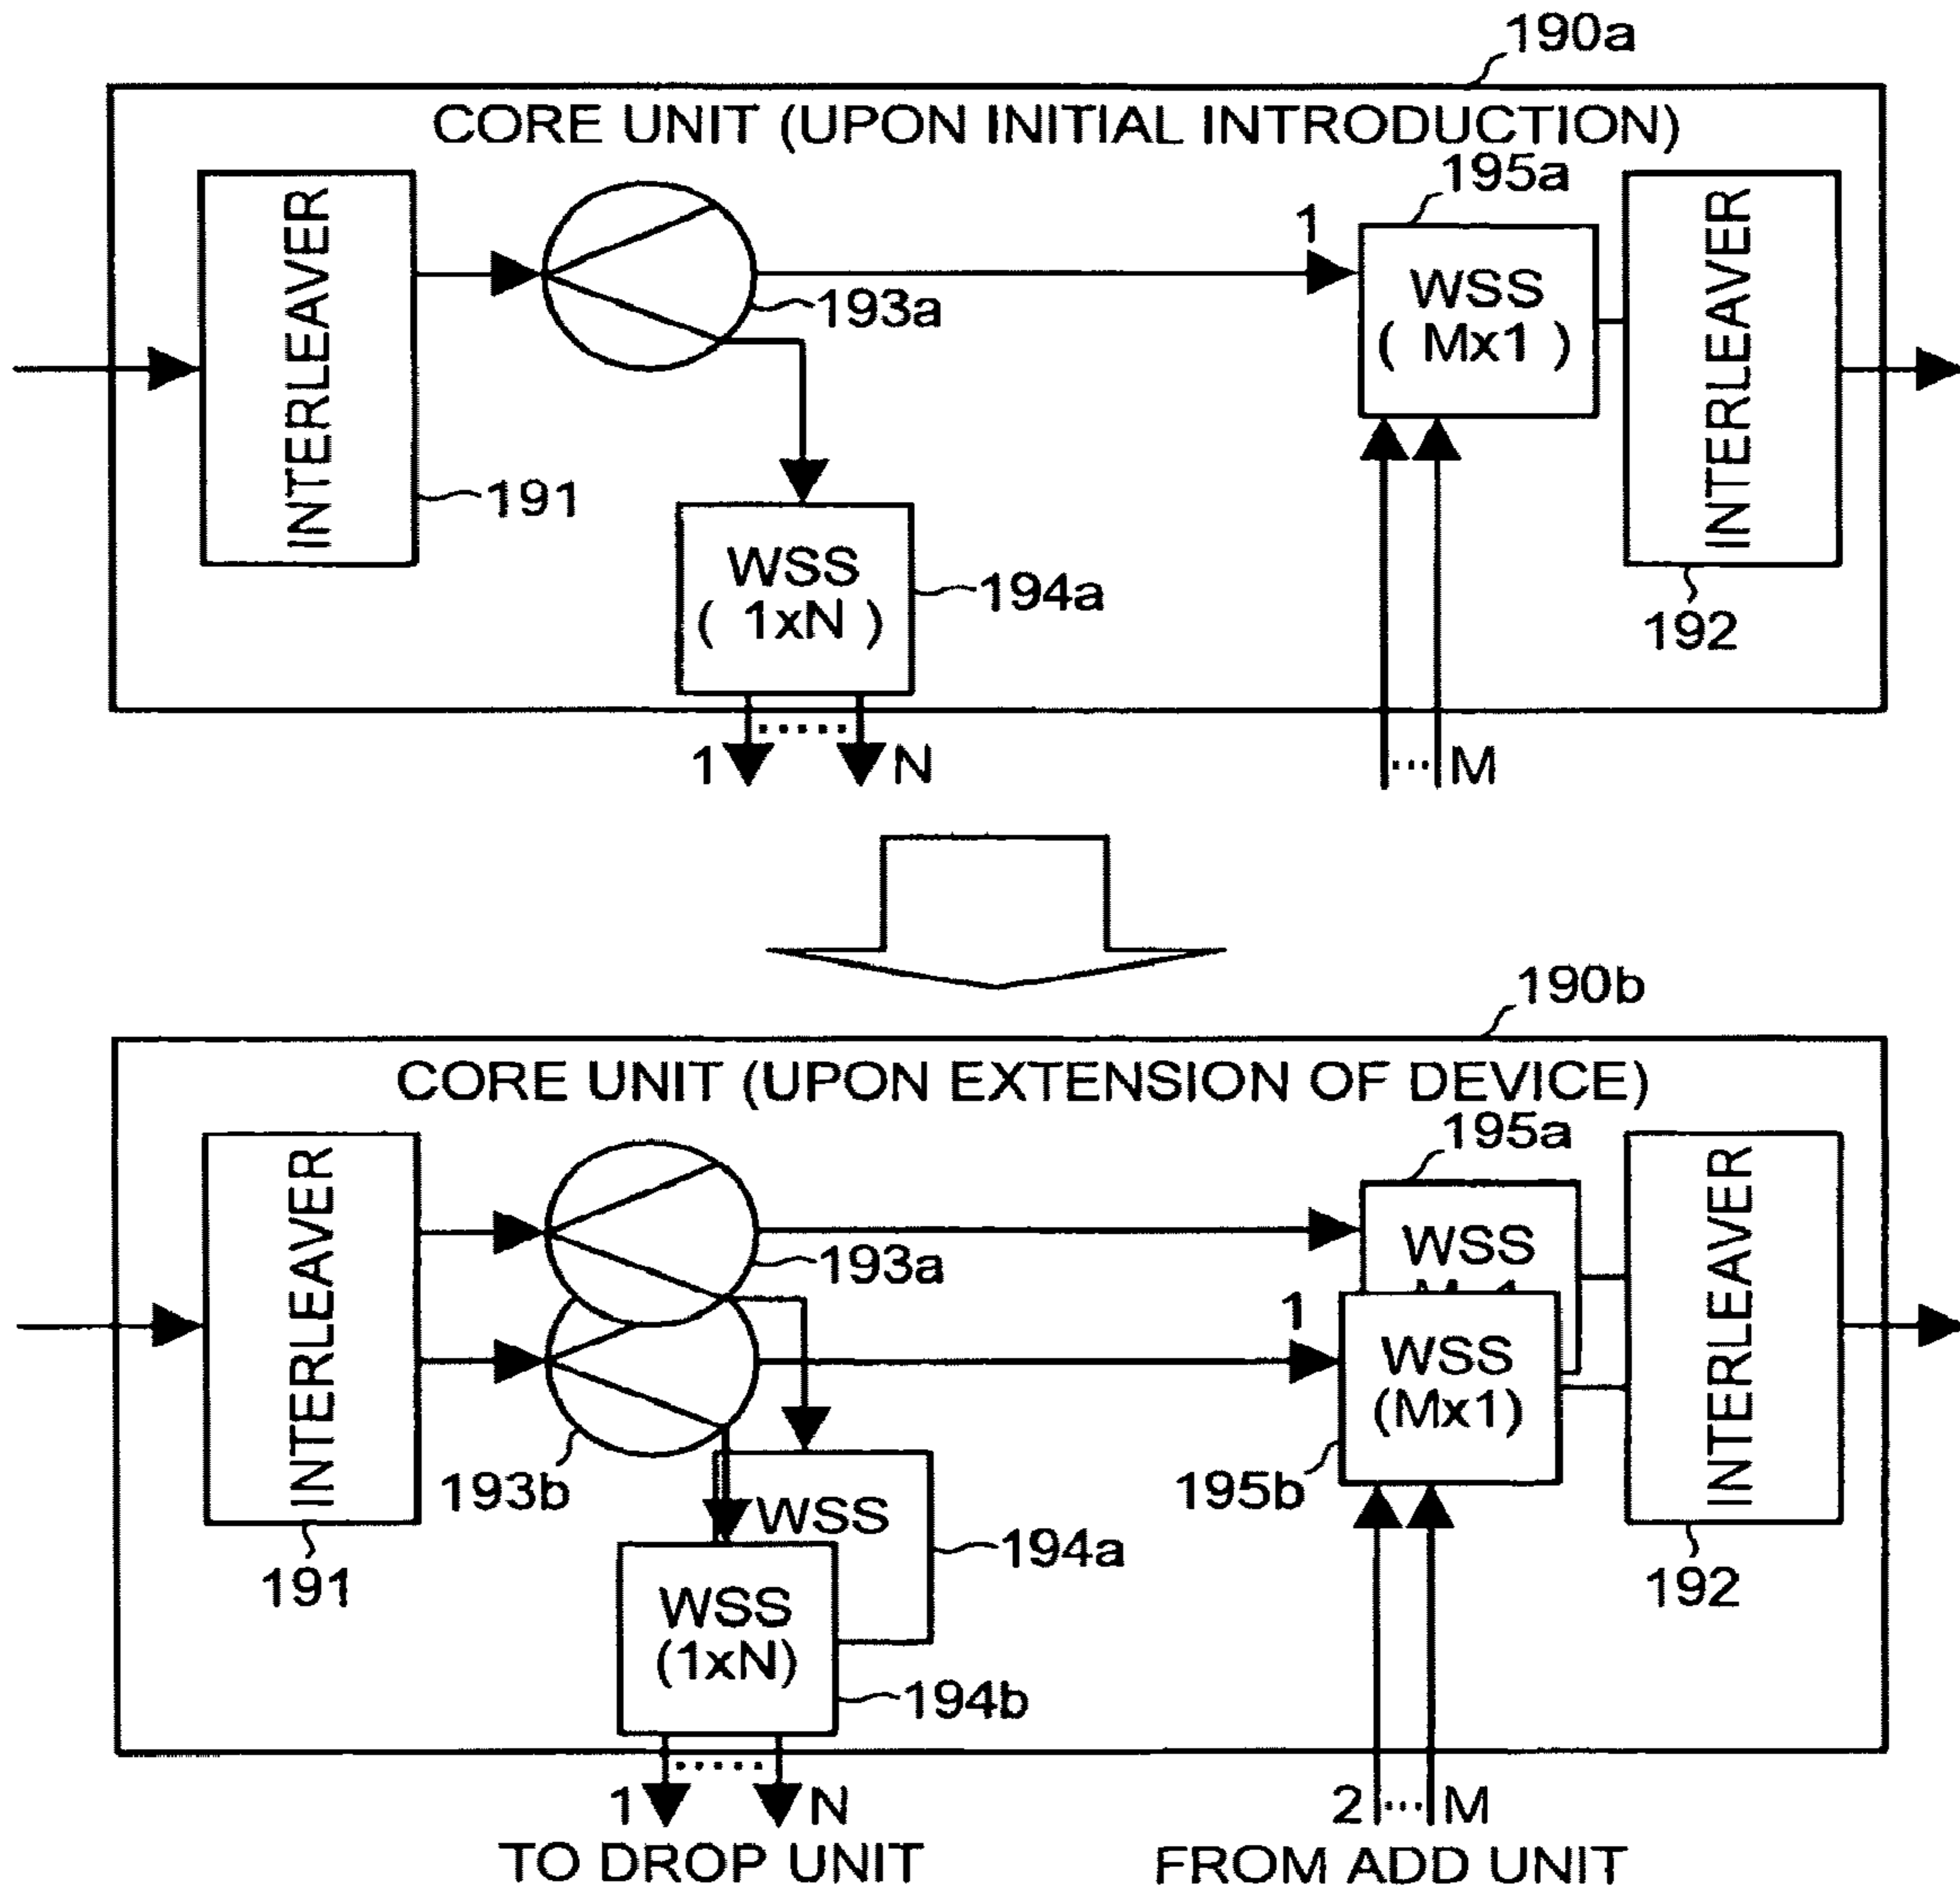 190a
CORE UNIT (UPON INITIAL INTRODUCTION)
195a
INTERLEAVER
1
WSS
( Mx1 )
INTERLEAVER
193a
191
WSS
( 1xN )
194a
192
1 ..... N
... M
190b
CORE UNIT (UPON EXTENSION OF DEVICE)
195a
INTERLEAVER
WSS
INTERLEAVER
193a
1
WSS
(Mx1)
193b
195b
WSS
194a
191
192
WSS
(1xN)
194b
1 ..... N
2 ... M
TO DROP UNIT
FROM ADD UNIT